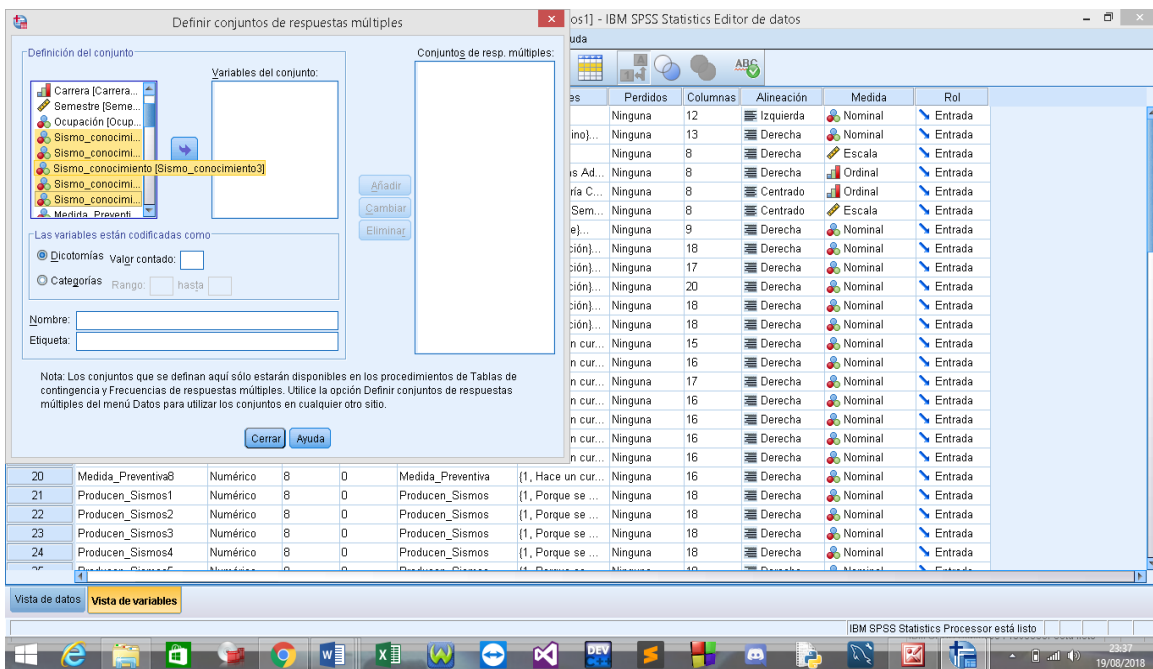 Definir conjuntos de respuestas múltiples
os1] - IBM SPSS Statistics Editor de datos
uda
Definición del conjunto
Variables del conjunto:
Conjuntos de resp. múltiples:
Carrera [Carrera...
Semestre [Seme...
Ocupación [Ocup...
Sismo_conocimi...
Sismo_conocimi...
Sismo_conocimiento [Sismo_conocimiento3]
Sismo_conocimi...
Sismo_conocimi...
Medida_Preventi
Añadir
Cambiar
Eliminar
Las variables están codificadas como
Dicotomías Valor contado:
Categorías Rango: hasta
Nombre:
Etiqueta:
Nota: Los conjuntos que se definan aquí sólo estarán disponibles en los procedimientos de Tablas de
contingencia y Frecuencias de respuestas múltiples. Utilice la opción Definir conjuntos de respuestas
múltiples del menú Datos para utilizar los conjuntos en cualquier otro sitio.
Cerrar Ayuda
es Perdidos Columnas Alineación Medida Rol
Ninguna 12 Izquierda Nominal Entrada
ino}... Ninguna 13 Derecha Nominal Entrada
Ninguna 8 Derecha Escala Entrada
as Ad... Ninguna 8 Derecha Ordinal Entrada
ría C... Ninguna 8 Centrado Ordinal Entrada
Sem... Ninguna 8 Centrado Escala Entrada
e}... Ninguna 9 Derecha Nominal Entrada
ción}... Ninguna 18 Derecha Nominal Entrada
ción}... Ninguna 17 Derecha Nominal Entrada
ción}... Ninguna 20 Derecha Nominal Entrada
ción}... Ninguna 18 Derecha Nominal Entrada
ción}... Ninguna 18 Derecha Nominal Entrada
n cur... Ninguna 15 Derecha Nominal Entrada
n cur... Ninguna 16 Derecha Nominal Entrada
n cur... Ninguna 17 Derecha Nominal Entrada
n cur... Ninguna 16 Derecha Nominal Entrada
n cur... Ninguna 16 Derecha Nominal Entrada
n cur... Ninguna 16 Derecha Nominal Entrada
n cur... Ninguna 16 Derecha Nominal Entrada
20 Medida_Preventiva8 Numérico 8 0 Medida_Preventiva {1, Hace un cur... Ninguna 16 Derecha Nominal Entrada
21 Producen_Sismos1 Numérico 8 0 Producen_Sismos {1, Porque se ... Ninguna 18 Derecha Nominal Entrada
22 Producen_Sismos2 Numérico 8 0 Producen_Sismos {1, Porque se ... Ninguna 18 Derecha Nominal Entrada
23 Producen_Sismos3 Numérico 8 0 Producen_Sismos {1, Porque se ... Ninguna 18 Derecha Nominal Entrada
24 Producen_Sismos4 Numérico 8 0 Producen_Sismos {1, Porque se ... Ninguna 18 Derecha Nominal Entrada
Vista de datos Vista de variables
IBM SPSS Statistics Processor está listo
23:37
19/08/2018